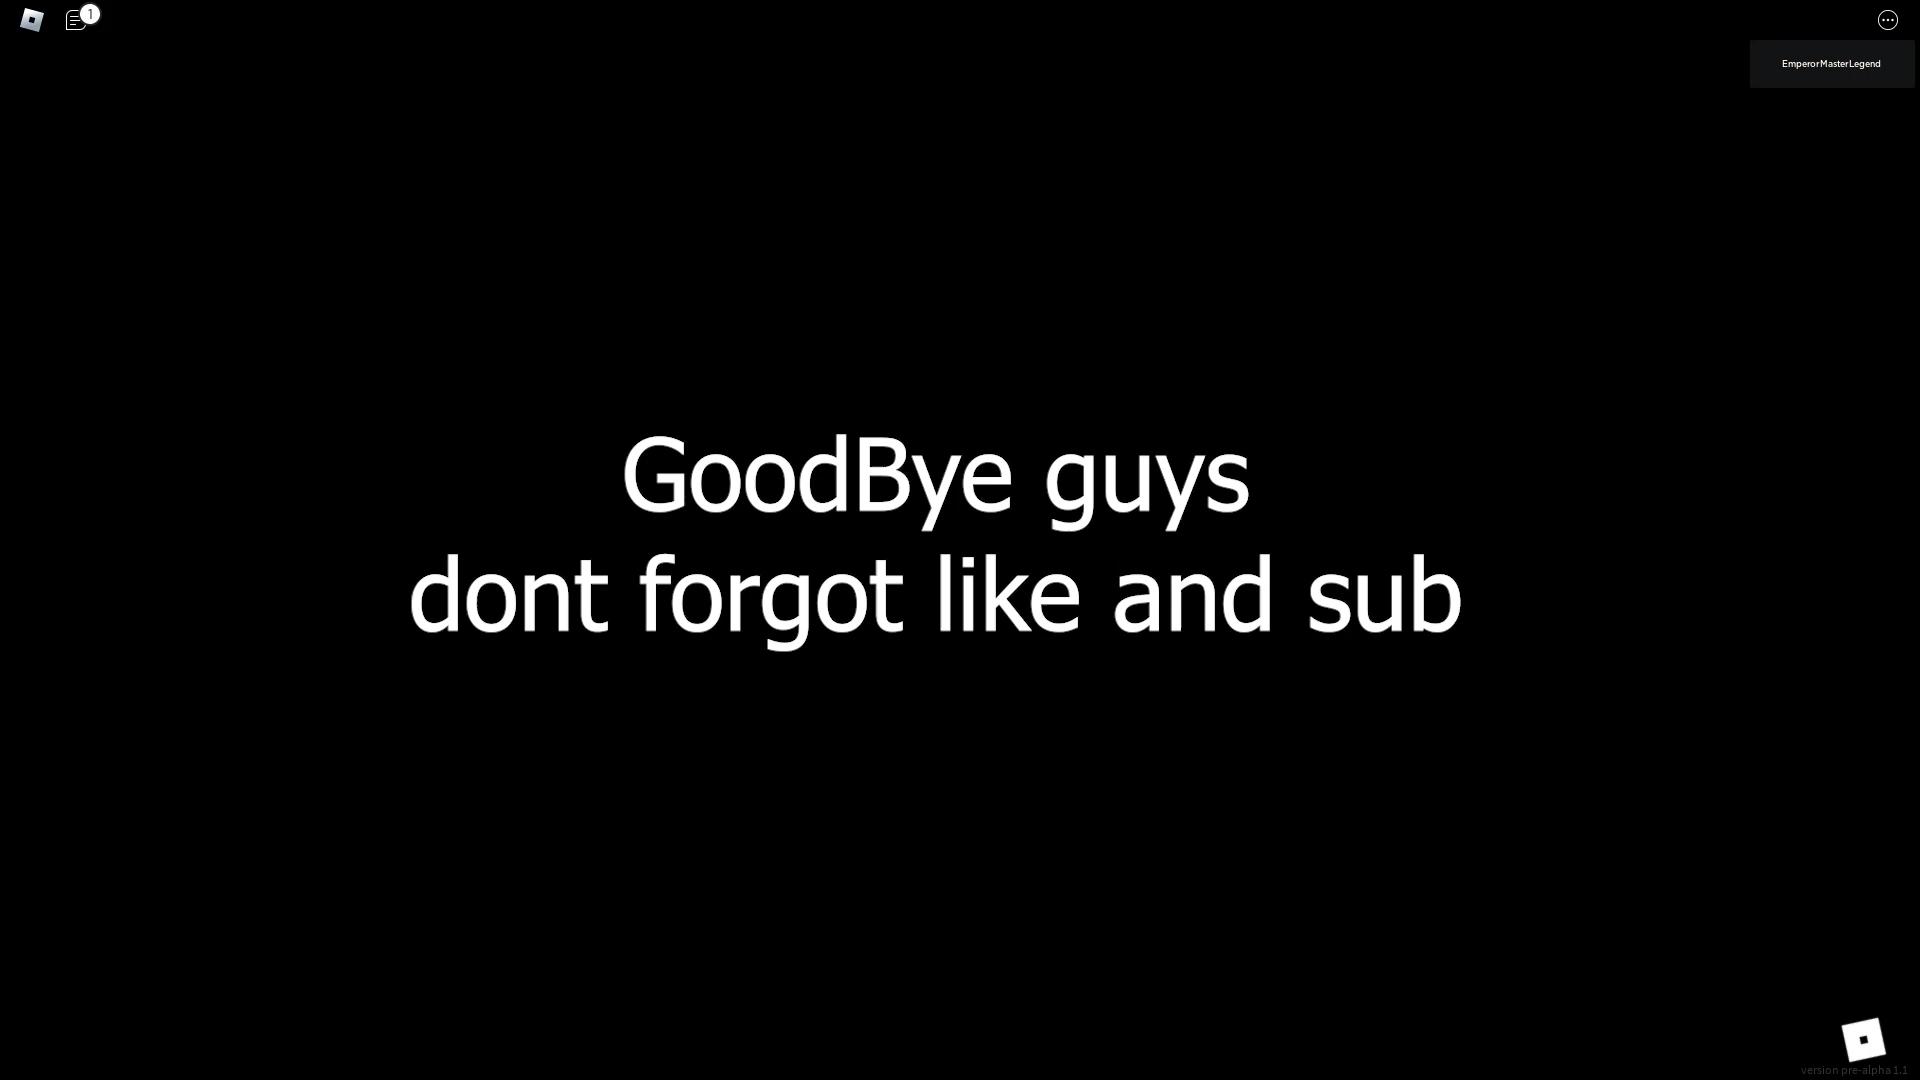 1
EmperorMasterLegend
GoodBye guys
dont forgot like and sub
version pre-alpha 1.1